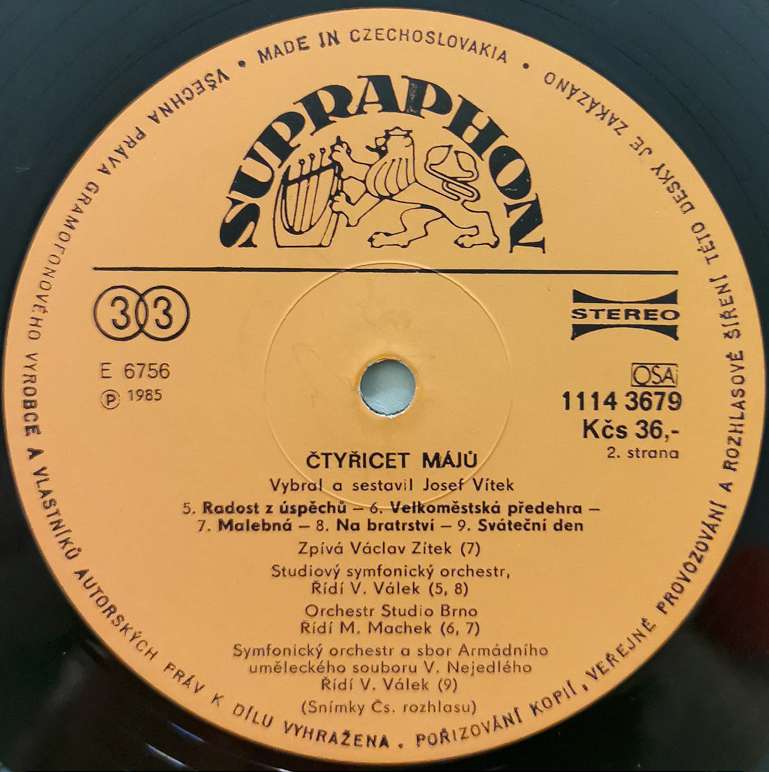 VŠECHNA PRÁVA GRAMOFONOVÉHO VÝROBCE A VLASTNÍKŮ AUTORSKÝCH PRÁV K DÍLU VYHRAŽENA. POŘIZOVÁNÍ KOPIÍ, VEŘEJNÉ PROVOZOVÁNÍ A ROZHLASOVÉ ŠÍŘENÍ TÉTO DESKY JE ZAKÁZÁNO • MADE IN CZECHOSLOVAKIA •
SUPRAPHON
33
STEREO
E 6756
Ⓟ 1985
OSA
1114 3679
Kčs 36,-
2. strana
ČTYŘICET MÁJŮ
Vybral a sestavil Josef Vítek
5. Radost z úspěchů – 6. Velkoměstská předehra –
7. Malebná – 8. Na bratrství – 9. Sváteční den
Zpívá Václav Zítek (7)
Studiový symfonický orchestr,
Řídí V. Válek (5, 8)
Orchestr Studio Brno
Řídí M. Machek (6, 7)
Symfonický orchestr a sbor Armádního
uměleckého souboru V. Nejedlého
Řídí V. Válek (9)
(Snímky Čs. rozhlasu)